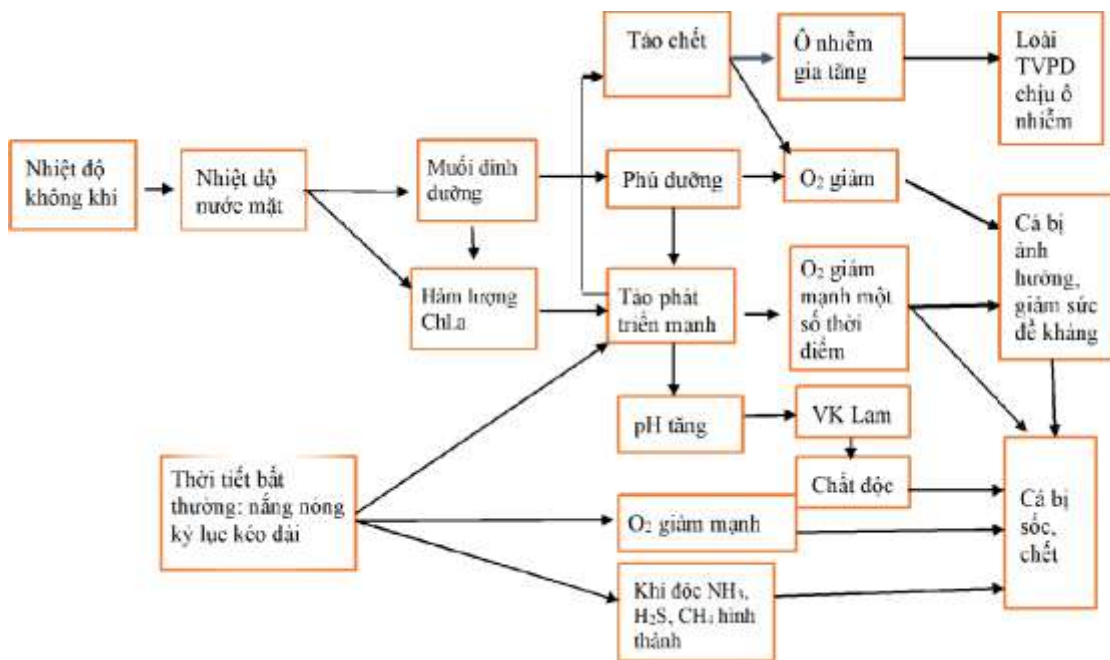 Táo chết
Ô nhiễm
gia tăng
Loài
TVPD
chịu ô
nhiễm
Nhiệt độ
không khí
Nhiệt độ
nước mặt
Muối dinh
dưỡng
Phú dưỡng
O₂ giảm
Hàm lượng
Chl.a
Tảo phát
triển mạnh
O₂ giảm
mạnh một
số thời
điểm
Cá bị
ảnh
hưởng,
giảm sức
đề kháng
pH tăng
VK Lam
Chất độc
Thời tiết bất
thường: nắng nóng
kỷ lục kéo dài
O₂ giảm mạnh
Cá bị
sốc,
chết
Khí độc NH₃,
H₂S, CH₄ hình
thành